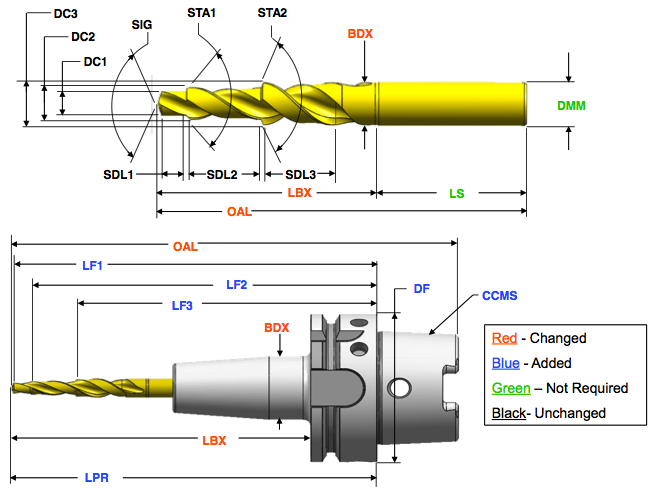 DC3
SIG
STA1
STA2
DC2
BDX
DC1
DMM
SDL1
SDL2
SDL3
LBX
LS
OAL
OAL
LF1
LF2
DF
CCMS
LF3
BDX
Red - Changed
Blue - Added
Green – Not Required
Black- Unchanged
LBX
LPR